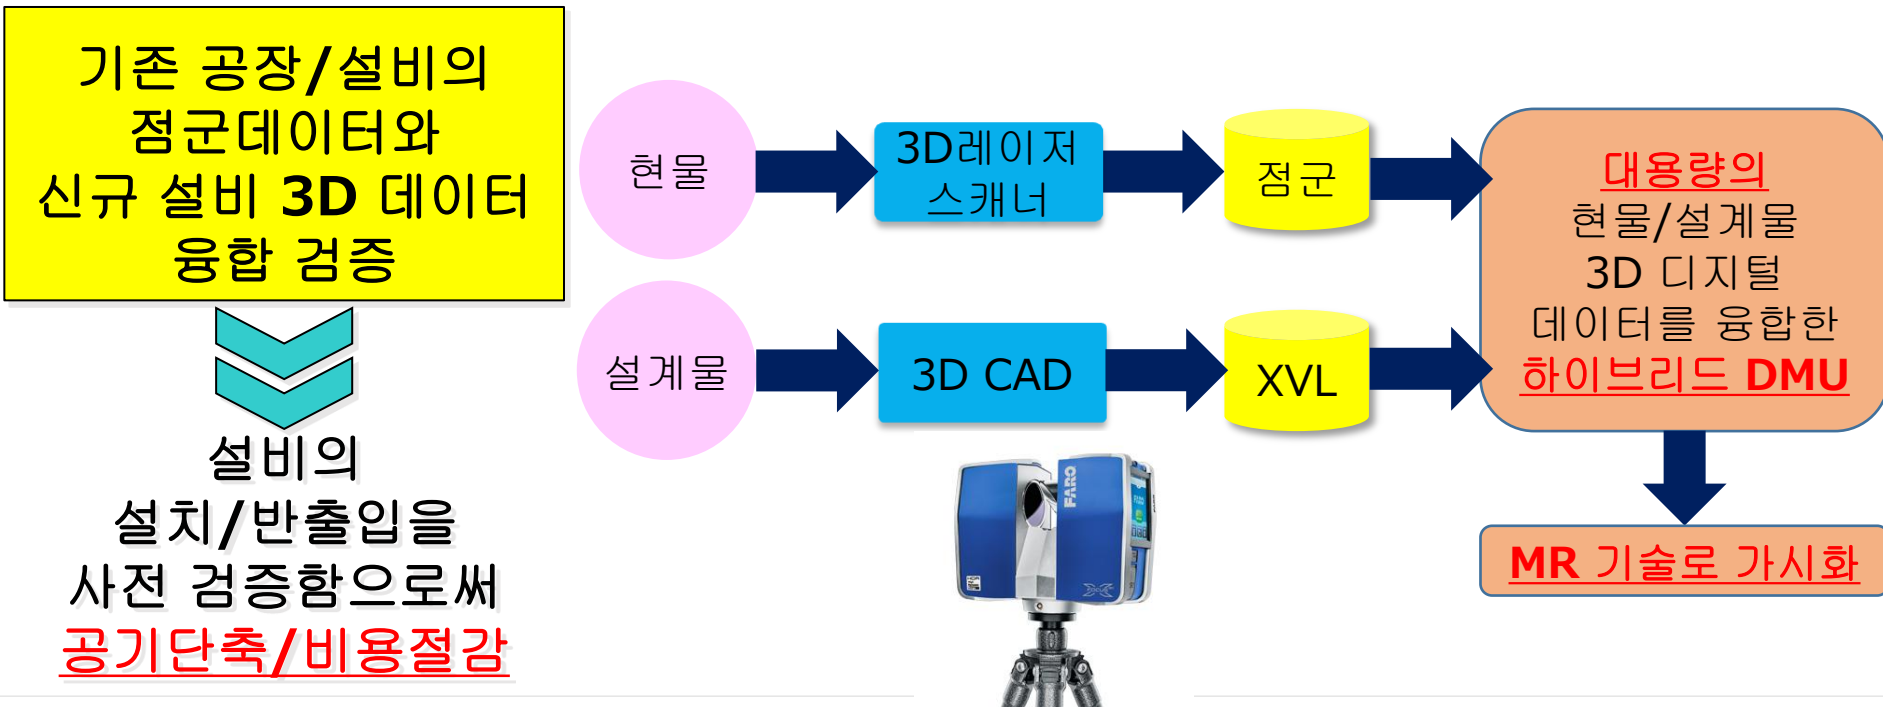 기존 공장/설비의
점군데이터와
신규 설비 3D 데이터
융합 검증
설비의
설치/반출입을
사전 검증함으로써
공기단축/비용절감
현물
3D레이저
스캐너
점군
설계물
3D CAD
XVL
대용량의
현물/설계물
3D 디지털
데이터를 융합한
하이브리드 DMU
MR 기술로 가시화
FARO